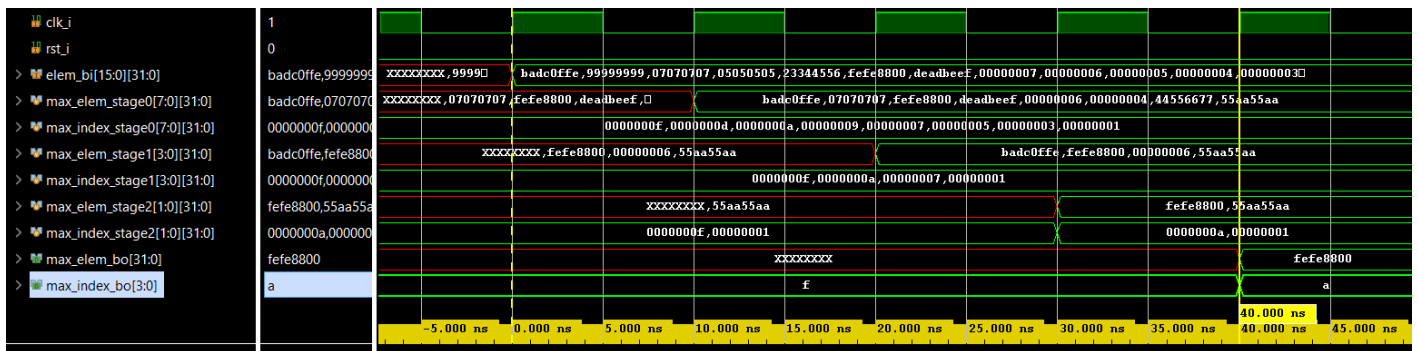 clk_i 1
rst_i 0
elem_bi[15:0][31:0] badc0ffe,9999999 XXXXXXXX,9999 badc0ffe,99999999,07070707,05050505,23344556,fefe8800,deadbeef,00000007,00000006,00000005,00000004,00000003
max_elem_stage0[7:0][31:0] badc0ffe,0707070 XXXXXXXX,07070707,fefe8800,deadbeef, badc0ffe,07070707,fefe8800,deadbeef,00000006,00000004,44556677,55aa55aa
max_index_stage0[7:0][31:0] 0000000f,0000000 0000000f,0000000d,0000000a,00000009,00000007,00000005,00000003,00000001
max_elem_stage1[3:0][31:0] badc0ffe,fefe8800 XXXXXXXX,fefe8800,00000006,55aa55aa badc0ffe,fefe8800,00000006,55aa55aa
max_index_stage1[3:0][31:0] 0000000f,0000000 0000000f,0000000a,00000007,00000001
max_elem_stage2[1:0][31:0] fefe8800,55aa55a XXXXXXXX,55aa55aa fefe8800,55aa55aa
max_index_stage2[1:0][31:0] 0000000a,000000 0000000f,00000001 0000000a,00000001
max_elem_bo[31:0] fefe8800 XXXXXXXX fefe8800
max_index_bo[3:0] a f a
40.000 ns
-5.000 ns 0.000 ns 5.000 ns 10.000 ns 15.000 ns 20.000 ns 25.000 ns 30.000 ns 35.000 ns 40.000 ns 45.000 ns